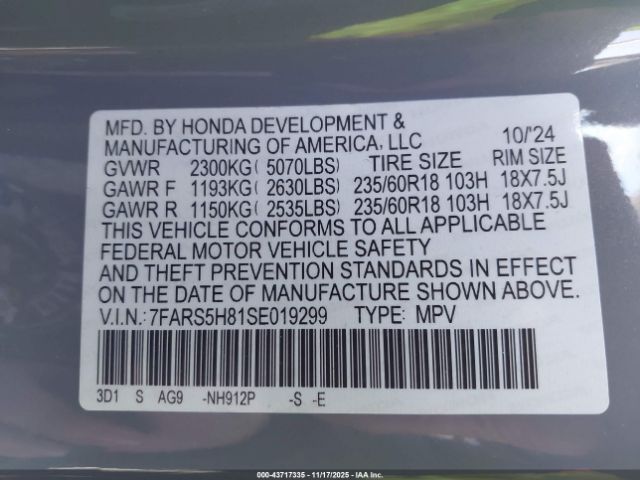 MFD. BY HONDA DEVELOPMENT &
MANUFACTURING OF AMERICA, LLC 10/'24
GVWR 2300KG ( 5070LBS) TIRE SIZE RIM SIZE
GAWR F 1193KG ( 2630LBS) 235/60R18 103H 18X7.5J
GAWR R 1150KG ( 2535LBS) 235/60R18 103H 18X7.5J
THIS VEHICLE CONFORMS TO ALL APPLICABLE
FEDERAL MOTOR VEHICLE SAFETY
AND THEFT PREVENTION STANDARDS IN EFFECT
ON THE DATE OF MANUFACTURE SHOWN ABOVE.
V.I.N.:7FARS5H81SE019299 TYPE: MPV
3D1 S AG9 -NH912P -S -E
000-43717335 - 11/17/2025 - IAA Inc.